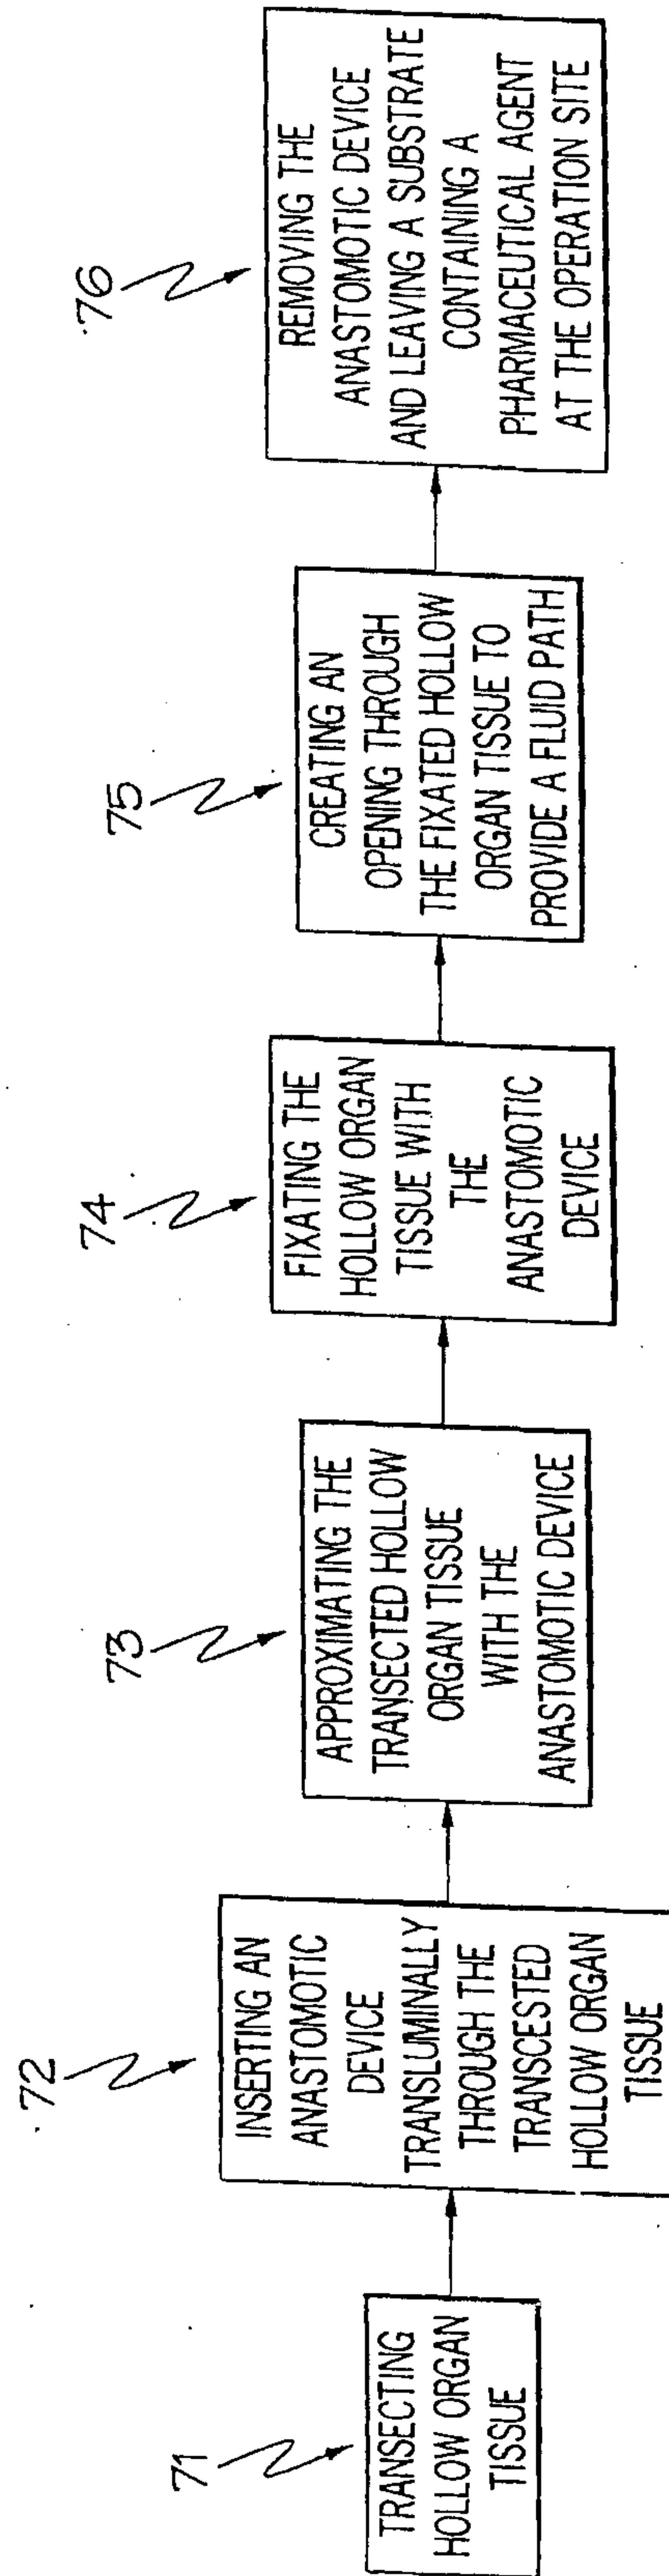 71
TRANSECTING
HOLLOW ORGAN
TISSUE
72
INSERTING AN
ANASTOMOTIC
DEVICE
TRANSLUMINALLY
THROUGH THE
TRANSCESTED
HOLLOW ORGAN
TISSUE
73
APPROXIMATING THE
TRANSECTED HOLLOW
ORGAN TISSUE
WITH THE
ANASTOMOTIC DEVICE
74
FIXATING THE
HOLLOW ORGAN
TISSUE WITH
THE
ANASTOMOTIC
DEVICE
75
CREATING AN
OPENING THROUGH
THE FIXATED HOLLOW
ORGAN TISSUE TO
PROVIDE A FLUID PATH
76
REMOVING THE
ANASTOMOTIC DEVICE
AND LEAVING A SUBSTRATE
CONTAINING A
PHARMACEUTICAL AGENT
AT THE OPERATION SITE